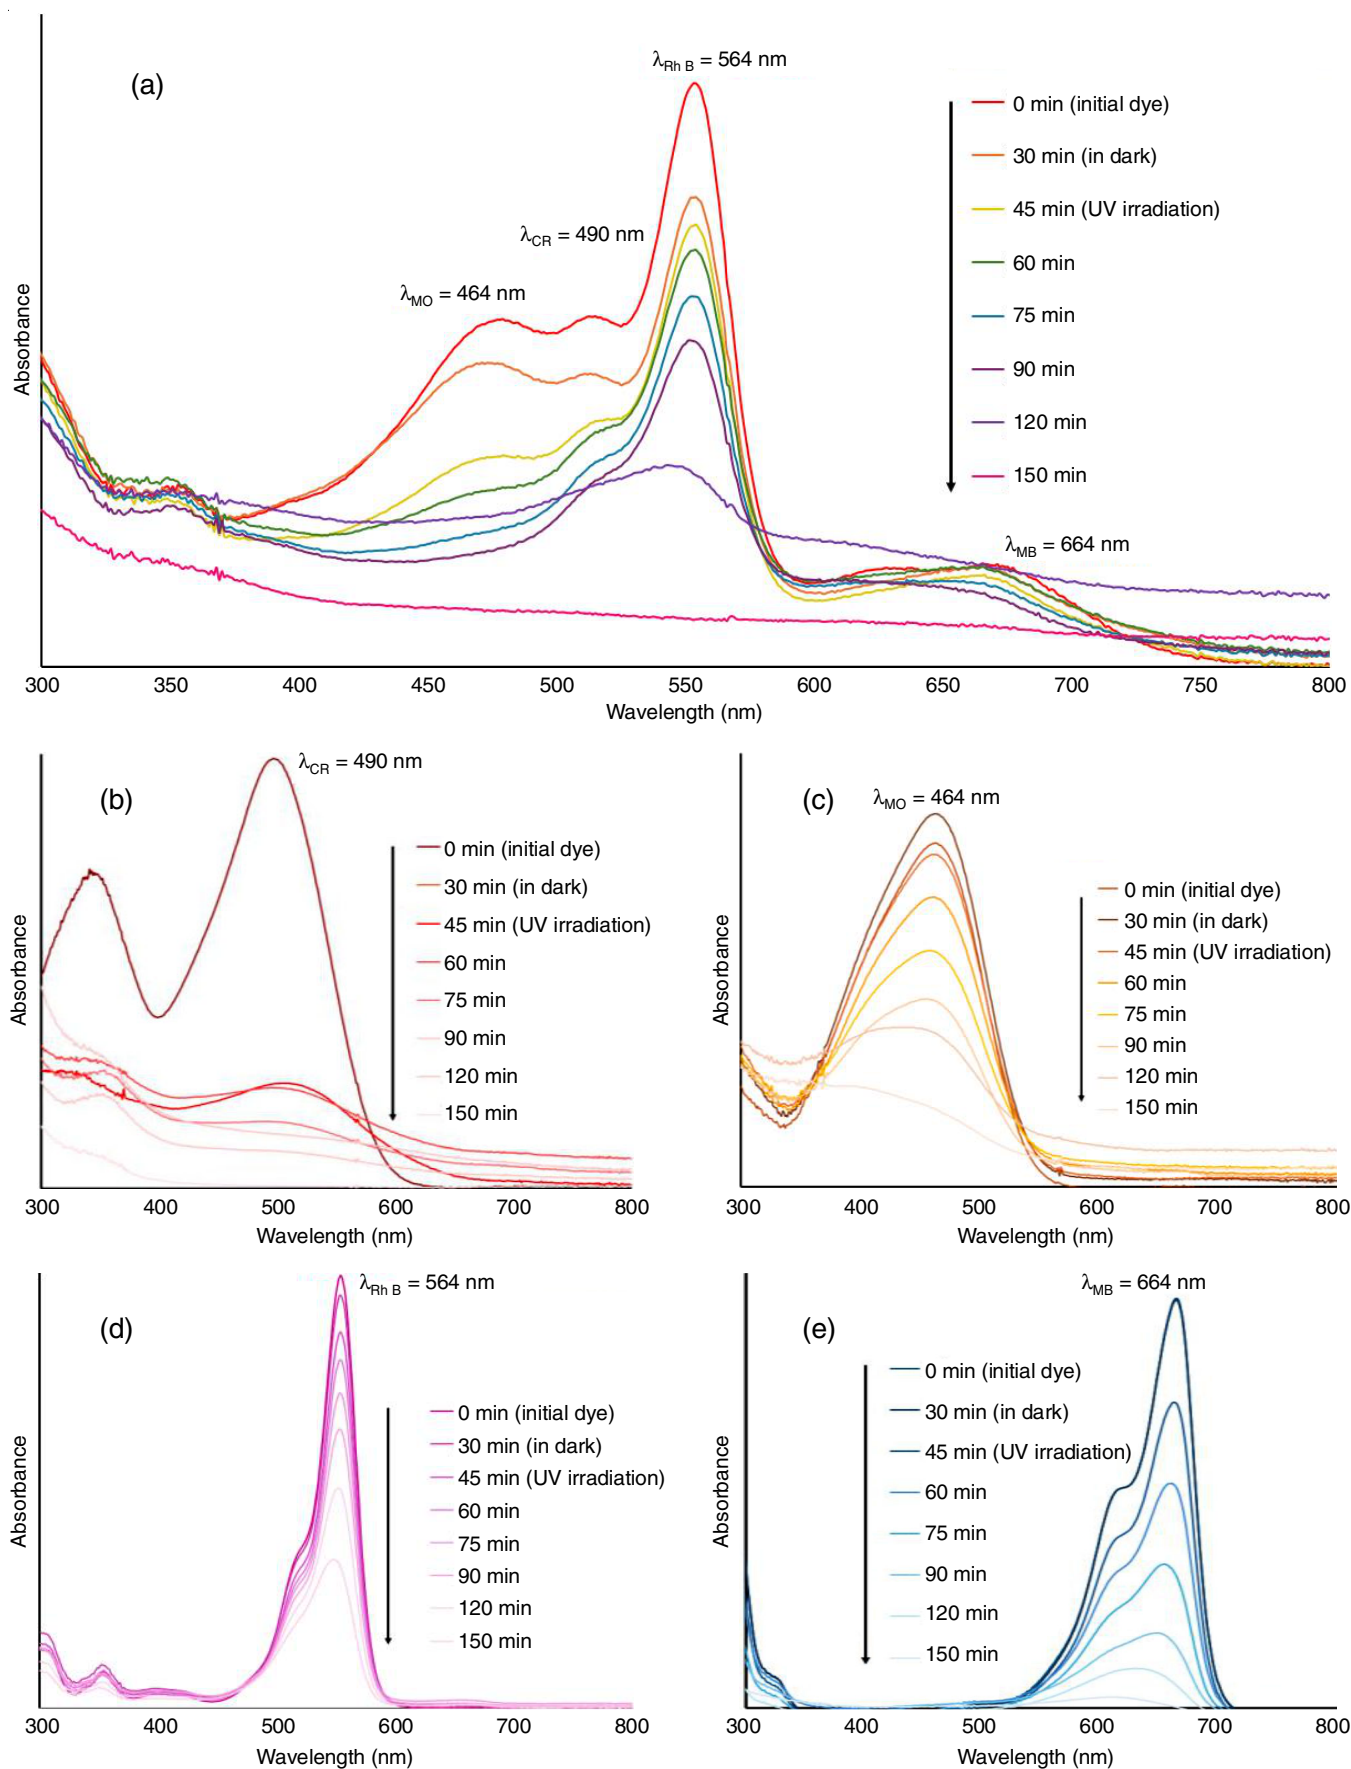 (a)
λRh B = 564 nm
λCR = 490 nm
λMO = 464 nm
λMB = 664 nm
0 min (initial dye)
30 min (in dark)
45 min (UV irradiation)
60 min
75 min
90 min
120 min
150 min
Absorbance
300 350 400 450 500 550 600 650 700 750 800
Wavelength (nm)
(b)
λCR = 490 nm
0 min (initial dye)
30 min (in dark)
45 min (UV irradiation)
60 min
75 min
90 min
120 min
150 min
Absorbance
300 400 500 600 700 800
Wavelength (nm)
(c)
λMO = 464 nm
0 min (initial dye)
30 min (in dark)
45 min (UV irradiation)
60 min
75 min
90 min
120 min
150 min
Absorbance
300 400 500 600 700 800
Wavelength (nm)
(d)
λRh B = 564 nm
0 min (initial dye)
30 min (in dark)
45 min (UV irradiation)
60 min
75 min
90 min
120 min
150 min
Absorbance
300 400 500 600 700 800
Wavelength (nm)
(e)
λMB = 664 nm
0 min (initial dye)
30 min (in dark)
45 min (UV irradiation)
60 min
75 min
90 min
120 min
150 min
Absorbance
300 400 500 600 700 800
Wavelength (nm)